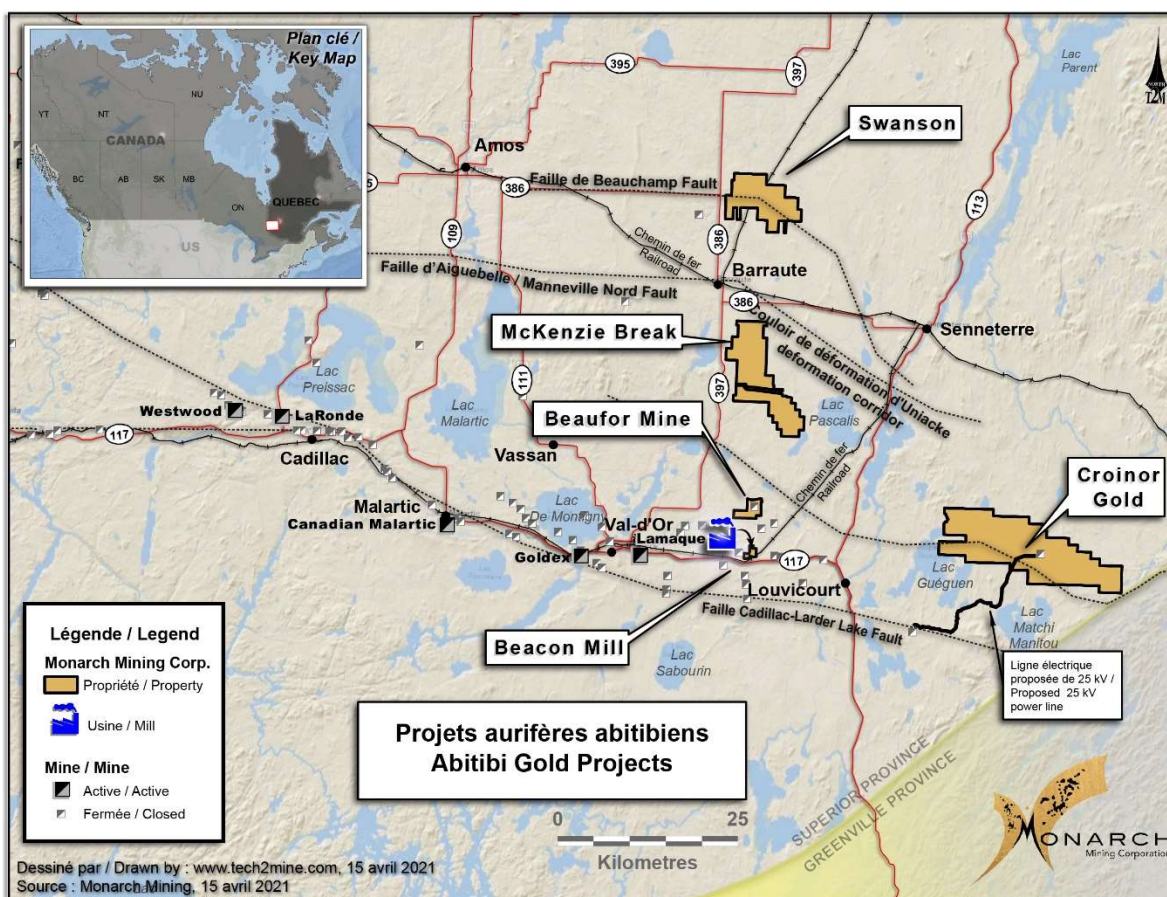 Plan clé /
Key Map
YT
NT
NU
CANADA
BC
AB
SK
MB
ON
QUEBEC
US
395
397
Lac
Parent
NORTH
T2M
Swanson
Amos
386
Faille de Beauchamp Fault
109
386
113
Chemin de fer
Railroad
Barraute
Faille d'Aiguebelle / Manneville Nord Fault
386
Senneterre
McKenzie Break
Couloir de déformation d'Uniacke
deformation corridor
Lac
Preissac
111
397
Lac
Malartic
Lac
Pascalis
Westwood
LaRonde
Beaufor Mine
117
Cadillac
Vassan
Chemin de fer
Railroad
Croinor
Gold
Malartic
Canadian Malartic
Lac
De Montigny
Val-d'Or
Lamaque
Goldex
117
Louvicourt
Lac
Guéguen
Faille Cadillac-Larder Lake Fault
Lac
Matchi
Manitou
Beacon Mill
Lac
Sabourin
Ligne électrique
proposée de 25 kV /
Proposed 25 kV
power line
Légende / Legend
Monarch Mining Corp.
Propriété / Property
Usine / Mill
Mine / Mine
Active / Active
Fermée / Closed
Projets aurifères abitibiens
Abitibi Gold Projects
0
25
Kilometres
SUPERIOR PROVINCE
GREENVILLE PROVINCE
MONARCH
Mining Corporation
Dessiné par / Drawn by : www.tech2mine.com, 15 avril 2021
Source : Monarch Mining, 15 avril 2021